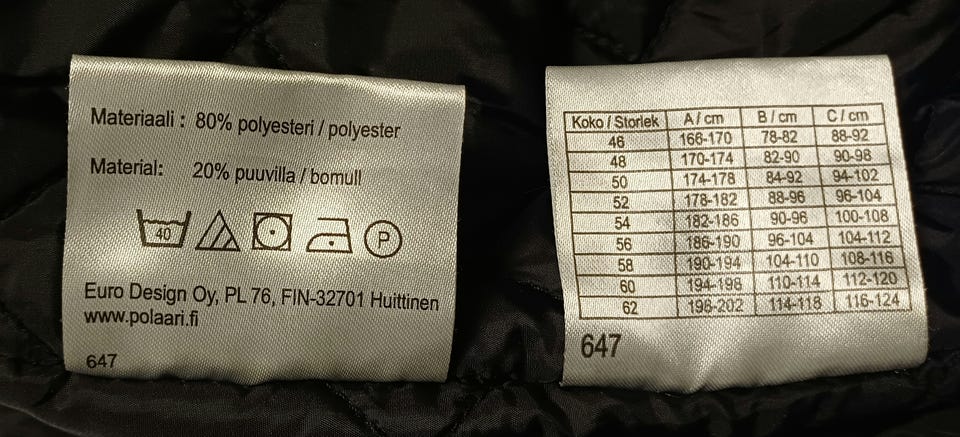 Materiaali : 80% polyesteri / polyester
Material: 20% puuvilla / bomull
40 P
Euro Design Oy, PL 76, FIN-32701 Huittinen
www.polaari.fi
647
Koko / Storlek A / cm B / cm C / cm
46 166-170 78-82 88-92
48 170-174 82-90 90-98
50 174-178 84-92 94-102
52 178-182 88-96 96-104
54 182-186 90-96 100-108
56 186-190 96-104 104-112
58 190-194 104-110 108-116
60 194-198 110-114 112-120
62 198-202 114-118 116-124
647